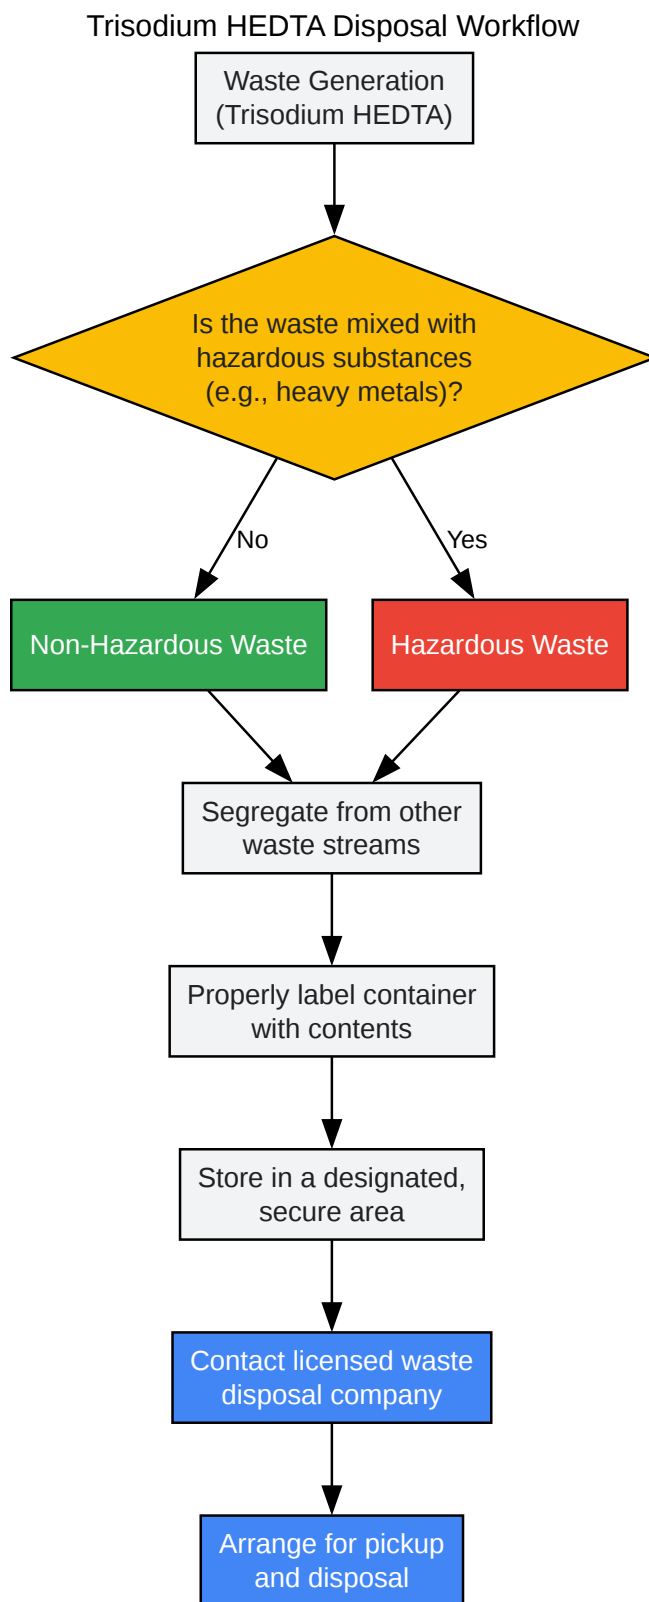 Trisodium HEDTA Disposal Workflow
Waste Generation
(Trisodium HEDTA)
Is the waste mixed with
hazardous substances
(e.g., heavy metals)?
No
Yes
Non-Hazardous Waste
Hazardous Waste
Segregate from other
waste streams
Properly label container
with contents
Store in a designated,
secure area
Contact licensed waste
disposal company
Arrange for pickup
and disposal